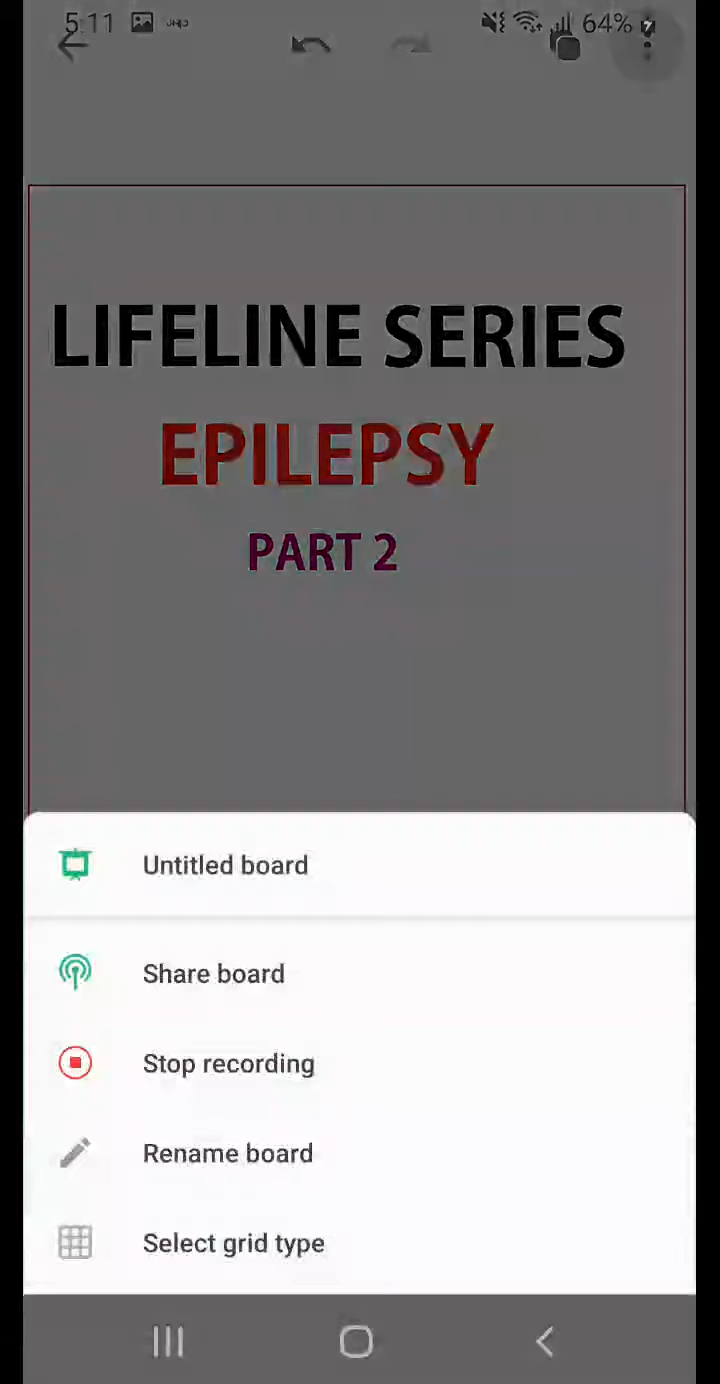 5:11
64%
LIFELINE SERIES
EPILEPSY
PART 2
Untitled board
Share board
Stop recording
Rename board
Select grid type